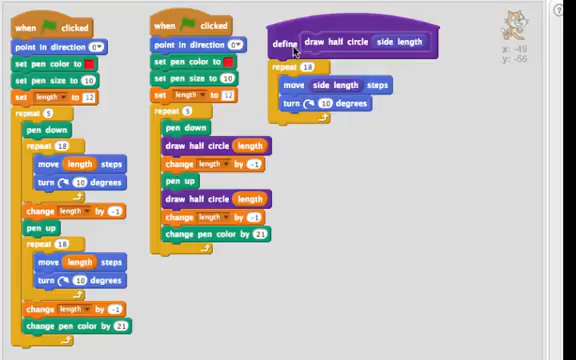 when clicked
point in direction 0
set pen color to
set pen size to 10
set length to 12
repeat 5
pen down
repeat 18
move length steps
turn 10 degrees
change length by -1
pen up
repeat 18
move length steps
turn 10 degrees
change length by -1
change pen color by 21
when clicked
point in direction 0
set pen color to
set pen size to 10
set length to 12
repeat 5
pen down
draw half circle length
change length by -1
pen up
draw half circle length
change length by -1
change pen color by 21
define draw half circle side length
repeat 18
move side length steps
turn 10 degrees
x: -49
y: -56
?